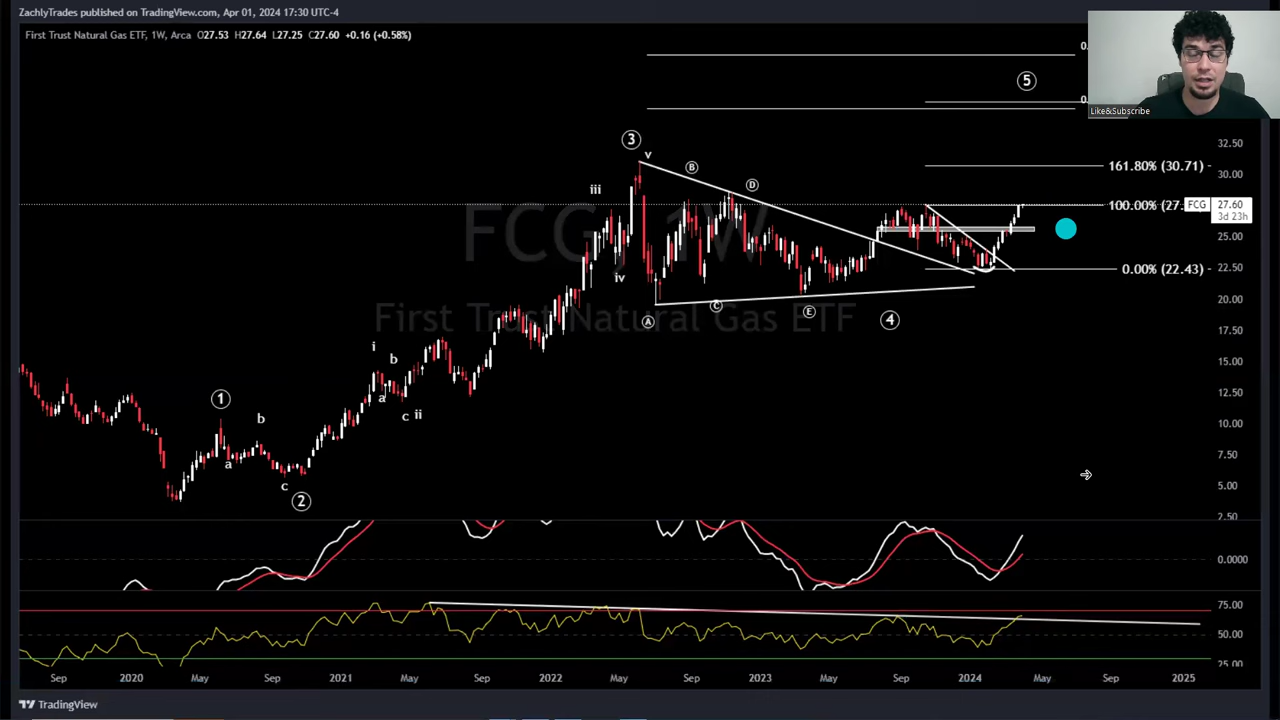 ZachlyTrades published on TradingView.com, Apr 01, 2024 17:30 UTC-4
First Trust Natural Gas ETF, 1W, Arca O27.53 H27.64 L27.25 C27.60 +0.16 (+0.58%)
0.
5
0.
Like&Subscribe
3
v
32.50
B
161.80% (30.71)
30.00
iii
D
FCG, 1W
100.00% (27.
FCG
27.60
3d 23h
25.00
iv
0.00% (22.43)
22.50
20.00
First Trust Natural Gas ETF
A
C
E
4
17.50
i
b
15.00
a
12.50
1
b
c
ii
10.00
a
7.50
c
2
5.00
2.50
0.0000
75.00
50.00
25.00
Sep 2020 May Sep 2021 May Sep 2022 May Sep 2023 May Sep 2024 May Sep 2025
TradingView